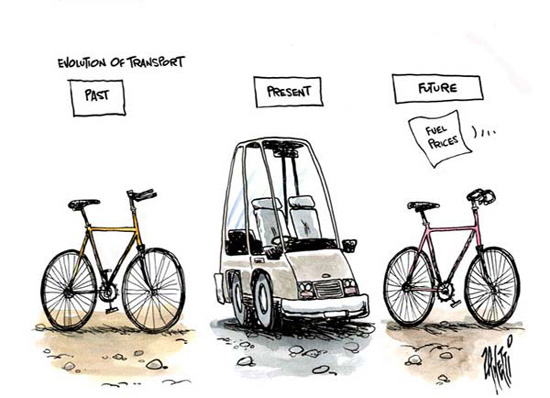 EVOLUTION OF TRANSPORT
PAST
PRESENT
FUTURE
FUEL
PRICES